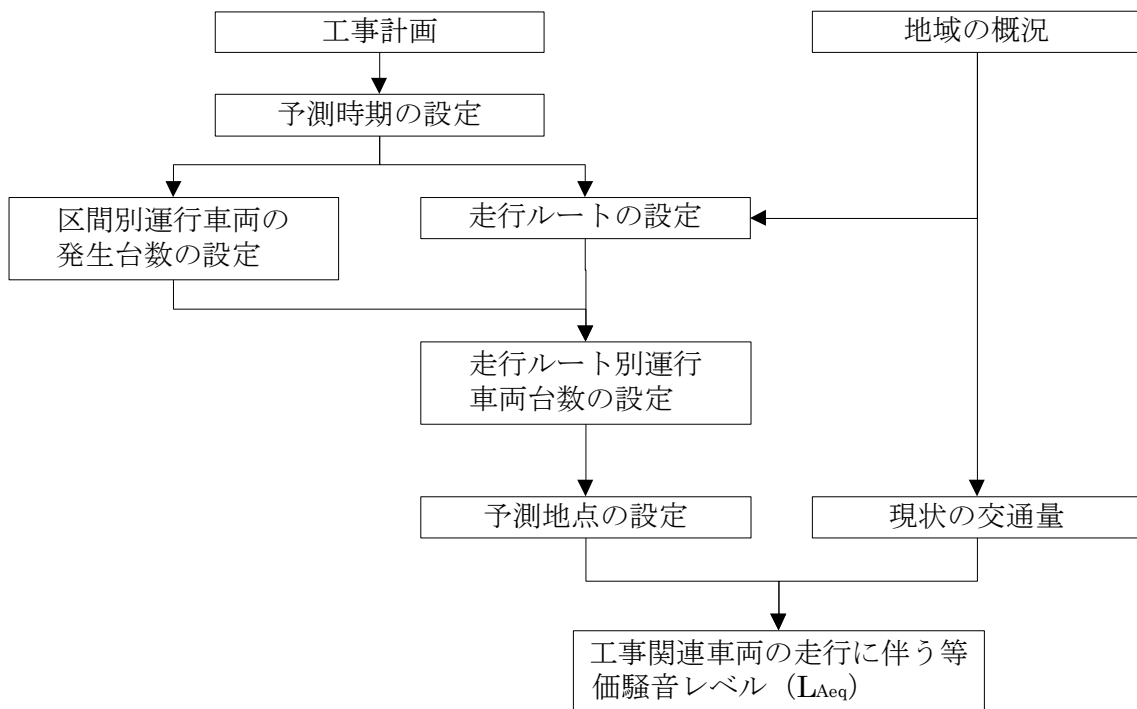 工事計画
地域の概況
予測時期の設定
区間別運行車両の
発生台数の設定
走行ルートの設定
走行ルート別運行
車両台数の設定
予測地点の設定
現状の交通量
工事関連車両の走行に伴う等
価騒音レベル（LAeq）